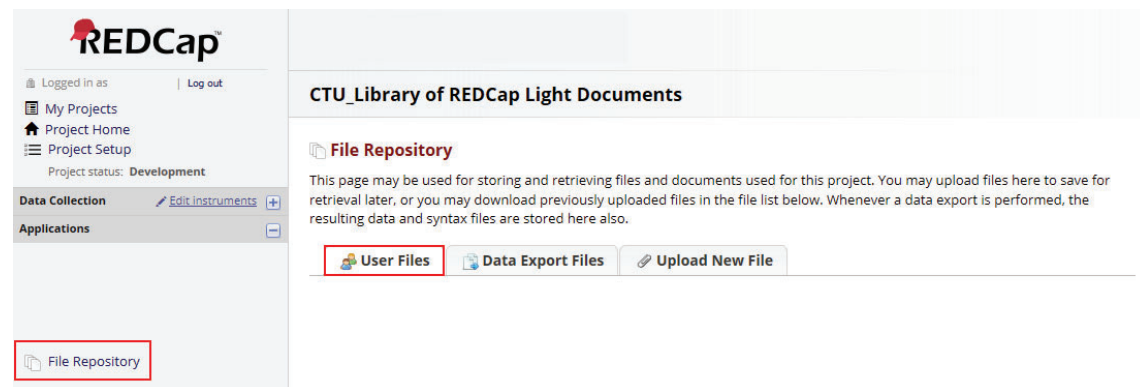 REDCap
Logged in as | Log out
My Projects
Project Home
Project Setup
Project status: Development
Data Collection Edit instruments
Applications
File Repository
CTU_Library of REDCap Light Documents
File Repository
This page may be used for storing and retrieving files and documents used for this project. You may upload files here to save for
retrieval later, or you may download previously uploaded files in the file list below. Whenever a data export is performed, the
resulting data and syntax files are stored here also.
User Files Data Export Files Upload New File